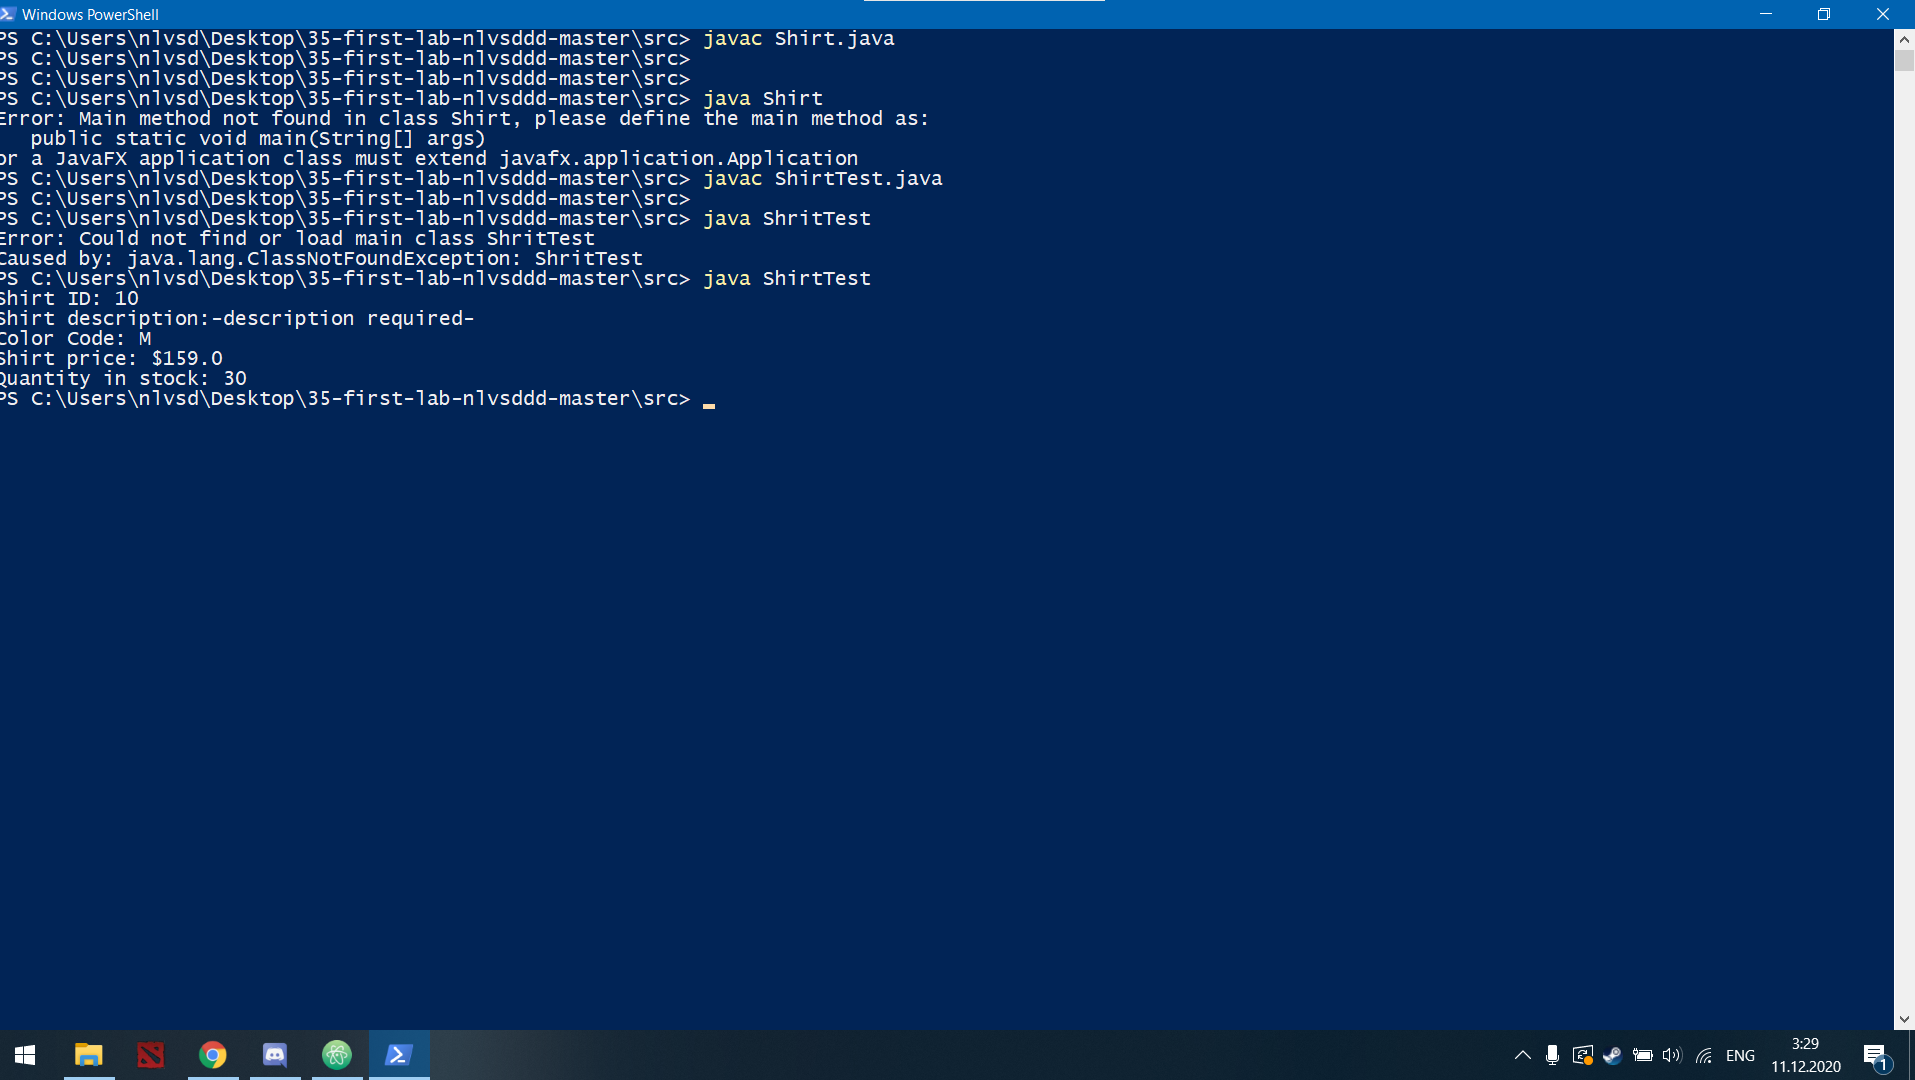 Windows PowerShell
PS C:\Users\nlvsd\Desktop\35-first-lab-nlvsddd-master\src> javac Shirt.java
PS C:\Users\nlvsd\Desktop\35-first-lab-nlvsddd-master\src>
PS C:\Users\nlvsd\Desktop\35-first-lab-nlvsddd-master\src>
PS C:\Users\nlvsd\Desktop\35-first-lab-nlvsddd-master\src> java Shirt
Error: Main method not found in class Shirt, please define the main method as:
   public static void main(String[] args)
or a JavaFX application class must extend javafx.application.Application
PS C:\Users\nlvsd\Desktop\35-first-lab-nlvsddd-master\src> javac ShirtTest.java
PS C:\Users\nlvsd\Desktop\35-first-lab-nlvsddd-master\src>
PS C:\Users\nlvsd\Desktop\35-first-lab-nlvsddd-master\src> java ShritTest
Error: Could not find or load main class ShritTest
Caused by: java.lang.ClassNotFoundException: ShritTest
PS C:\Users\nlvsd\Desktop\35-first-lab-nlvsddd-master\src> java ShirtTest
Shirt ID: 10
Shirt description:-description required-
Color Code: M
Shirt price: $159.0
Quantity in stock: 30
PS C:\Users\nlvsd\Desktop\35-first-lab-nlvsddd-master\src>
ENG
3:29
11.12.2020
1